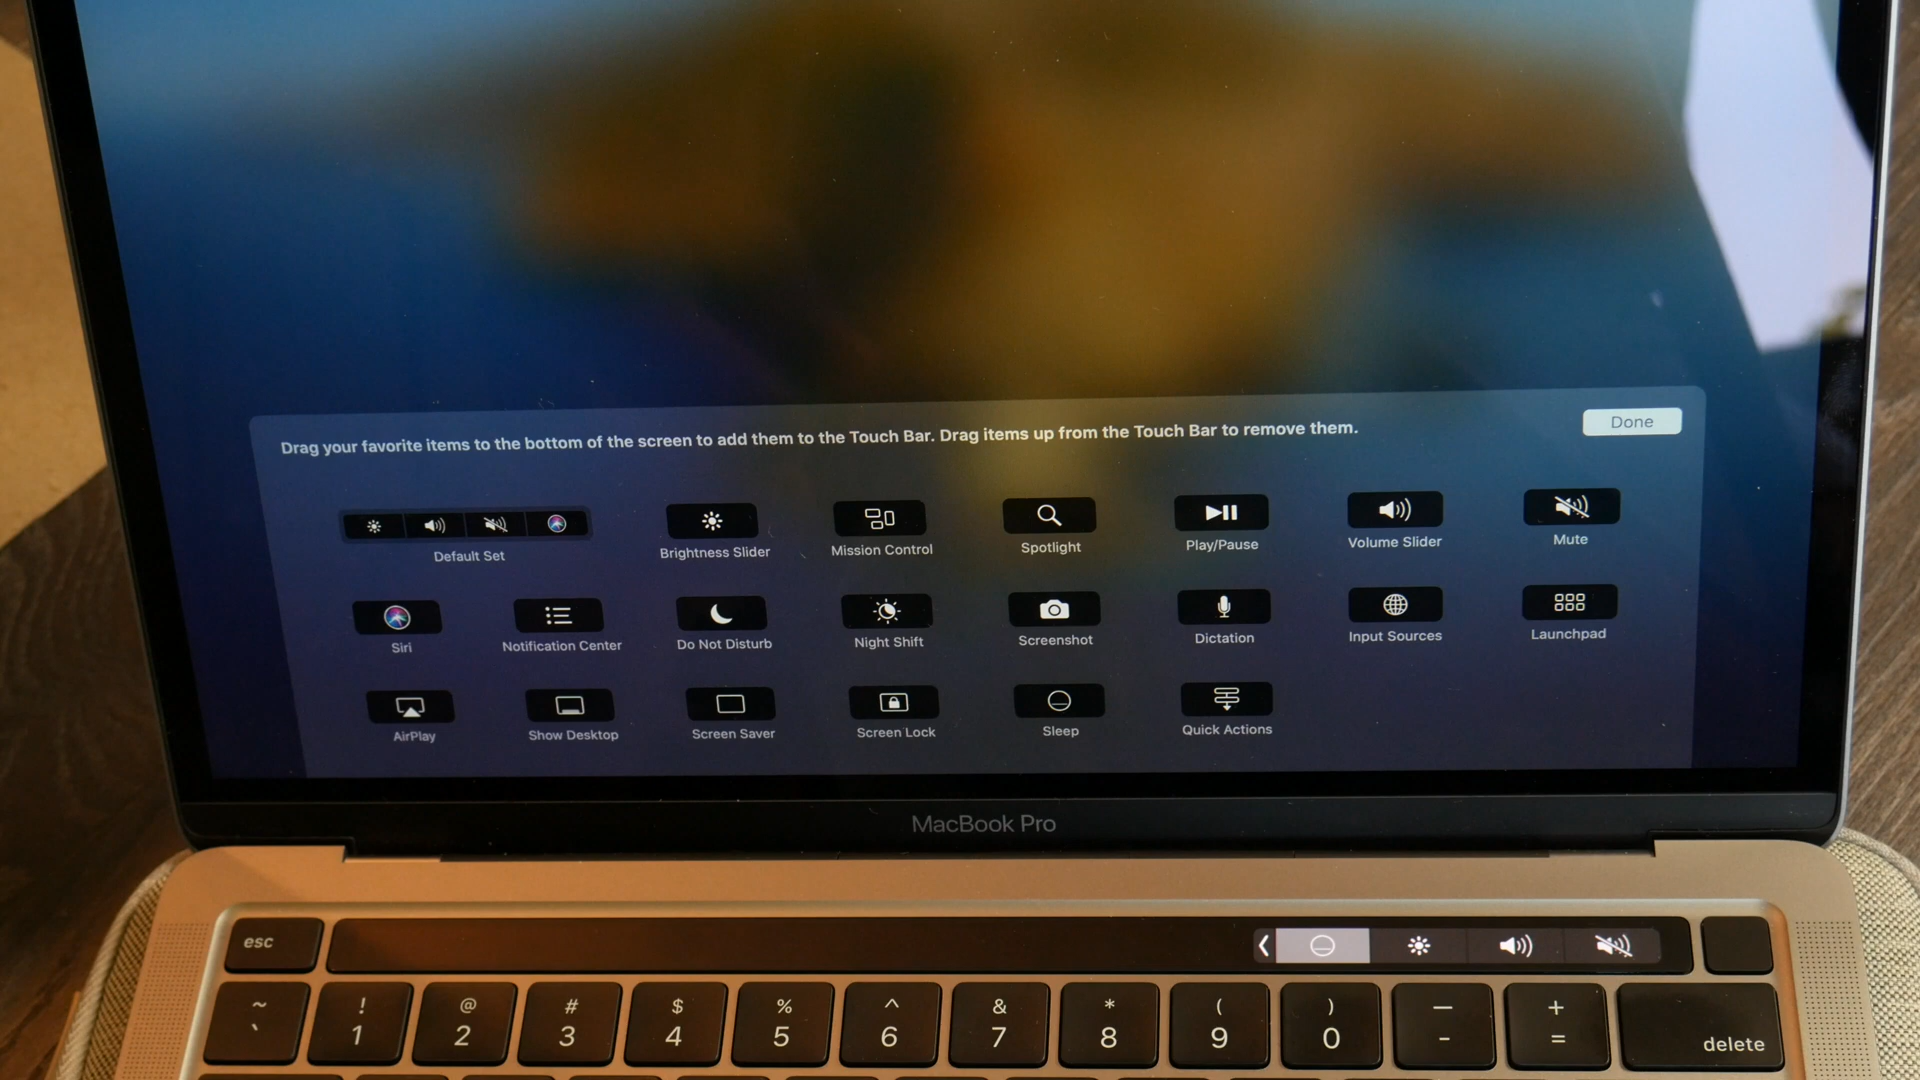 Drag your favorite items to the bottom of the screen to add them to the Touch Bar. Drag items up from the Touch Bar to remove them.
Done
Default Set
Brightness Slider
Mission Control
Spotlight
Play/Pause
Volume Slider
Mute
Siri
Notification Center
Do Not Disturb
Night Shift
Screenshot
Dictation
Input Sources
Launchpad
AirPlay
Show Desktop
Screen Saver
Screen Lock
Sleep
Quick Actions
MacBook Pro
esc
~ ! @ # $ % ^ & * ( ) — +
` 1 2 3 4 5 6 7 8 9 0 - = delete